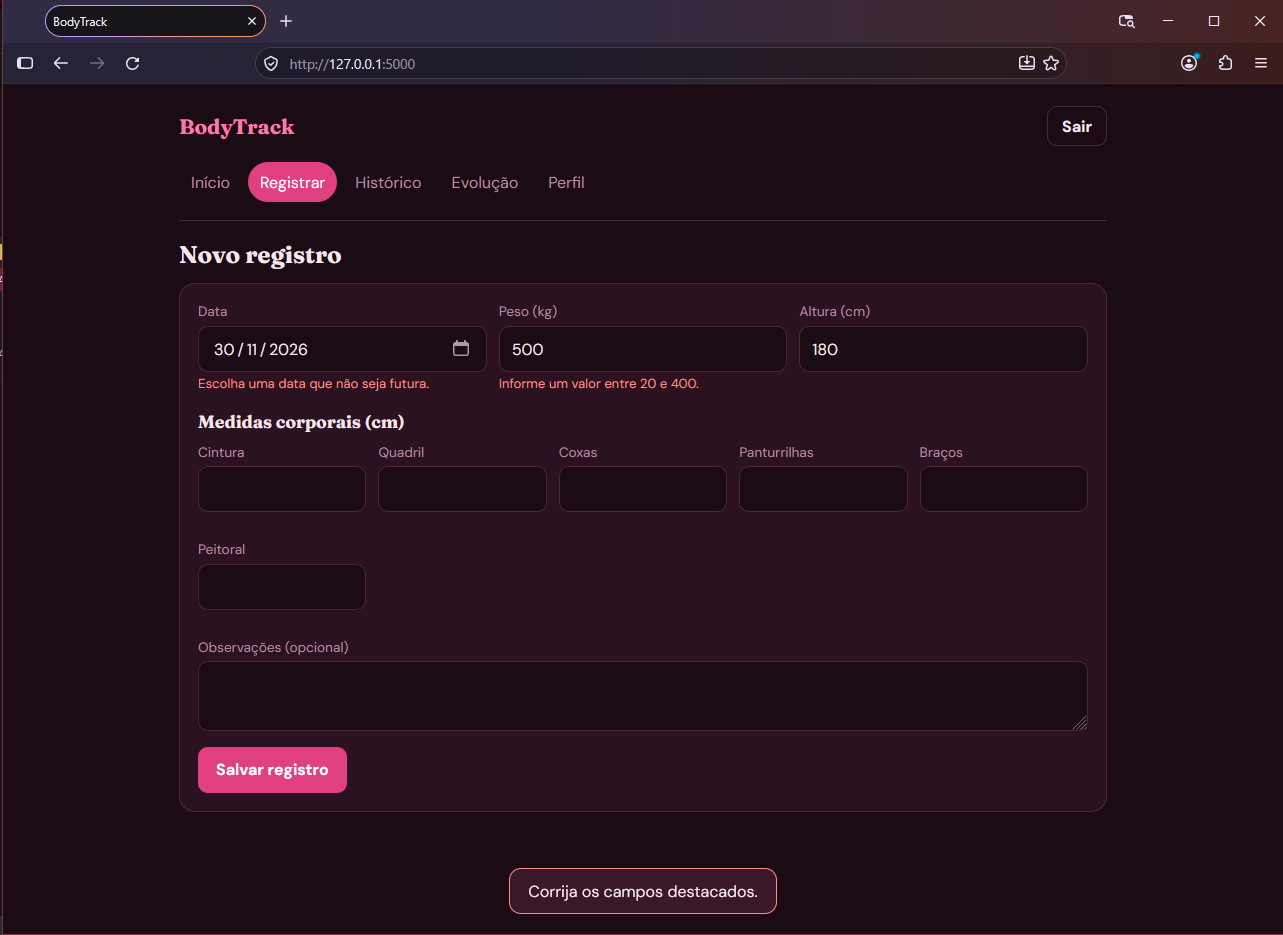 BodyTrack
http://127.0.0.1:5000
BodyTrack
Sair
Início Registrar Histórico Evolução Perfil
Novo registro
Data Peso (kg) Altura (cm)
30 / 11 / 2026 500 180
Escolha uma data que não seja futura. Informe um valor entre 20 e 400.
Medidas corporais (cm)
Cintura Quadril Coxas Panturrilhas Braços
Peitoral
Observações (opcional)
Salvar registro
Corrija os campos destacados.